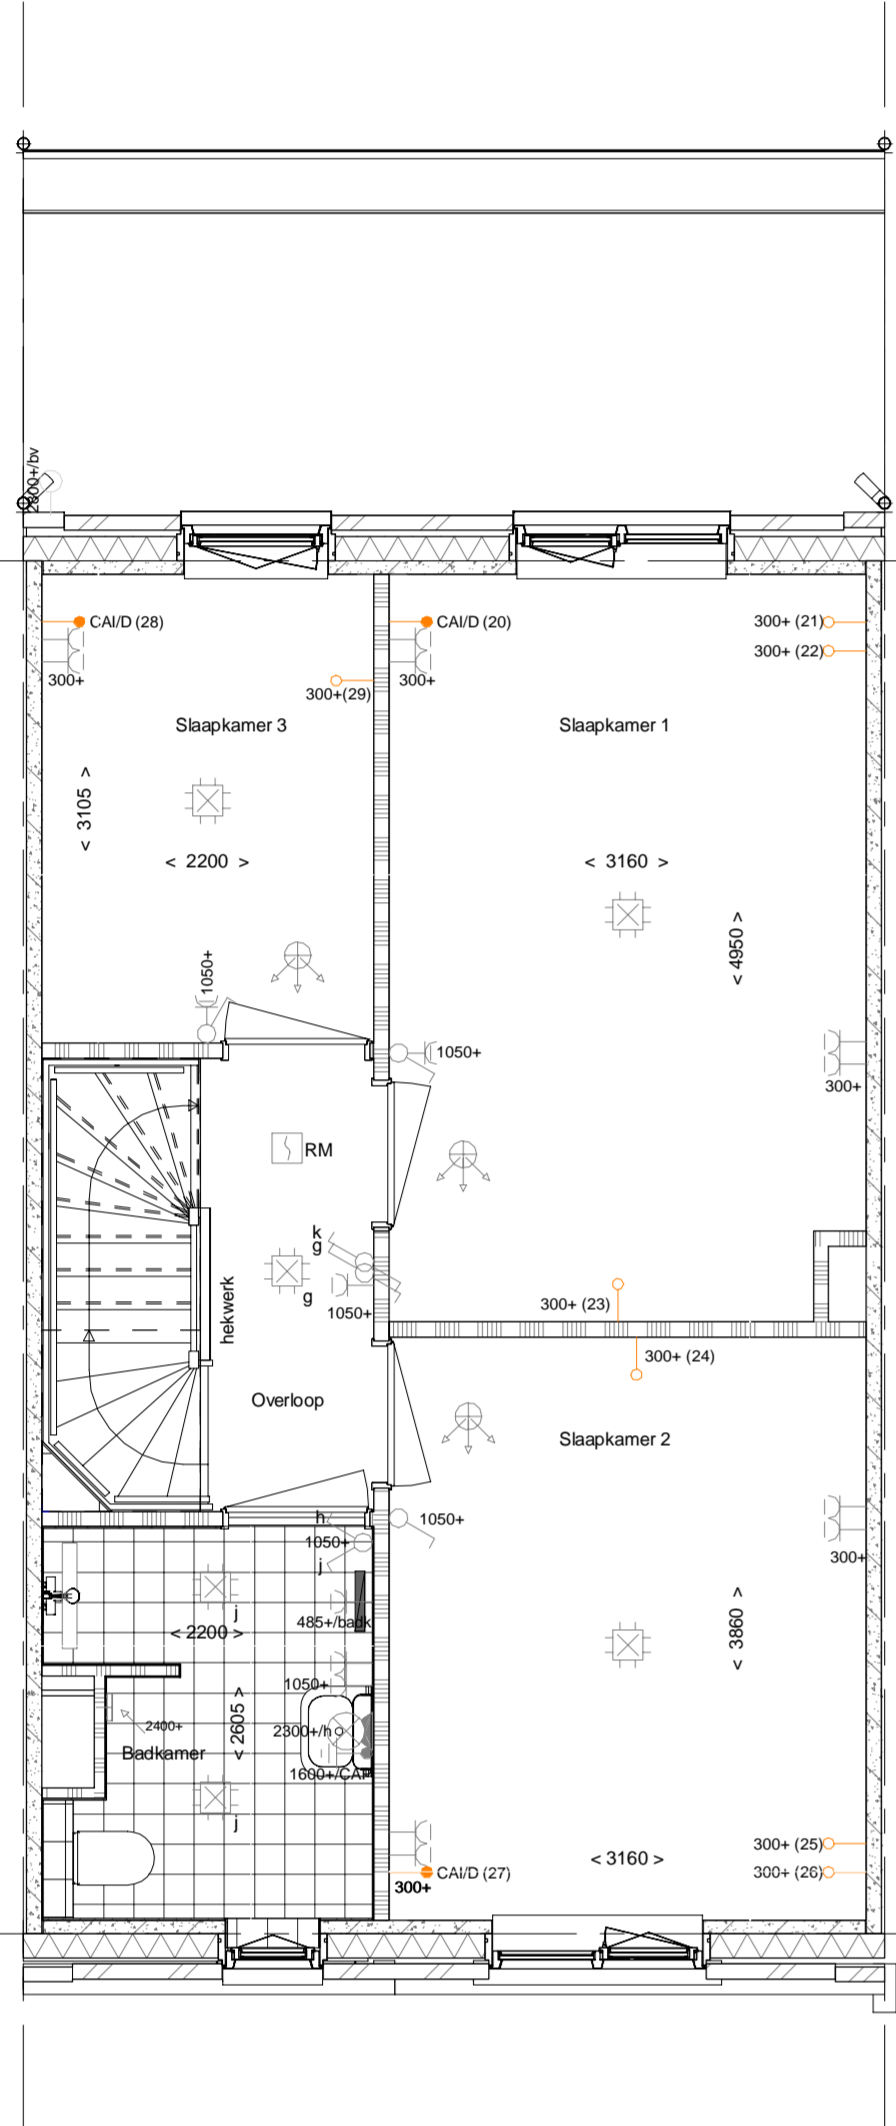 2800+/bv
CAI/D (28)
300+
300+(29)
CAI/D (20)
300+
300+ (21)
300+ (22)
Slaapkamer 3
Slaapkamer 1
< 3105 >
< 2200 >
< 3160 >
< 4950 >
1050+
1050+
300+
RM
k
g
g
1050+
hekwerk
300+ (23)
300+ (24)
Overloop
Slaapkamer 2
h
1050+
j
1050+
300+
j
485+/badk
< 2200 >
< 3860 >
1050+
< 2605 >
2400+
2300+/h
Badkamer
1600+/CAP
j
300+ (25)
< 3160 >
CAI/D (27)
300+ (26)
300+